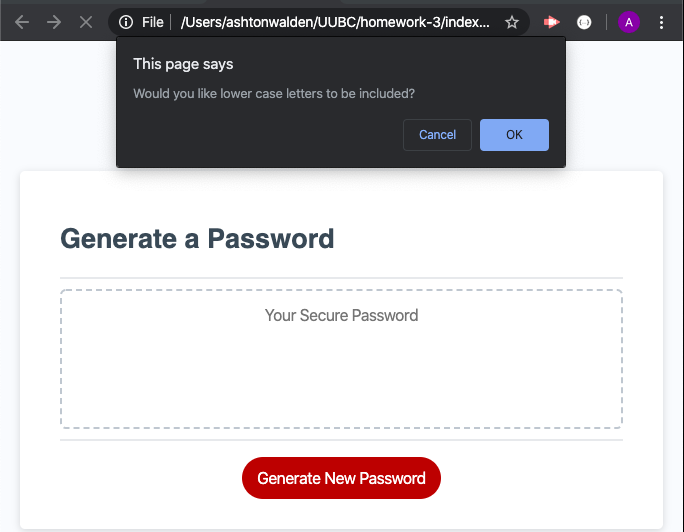 File | /Users/ashtonwalden/UUBC/homework-3/index...
A
This page says
Would you like lower case letters to be included?
Cancel
OK
Generate a Password
Your Secure Password
Generate New Password